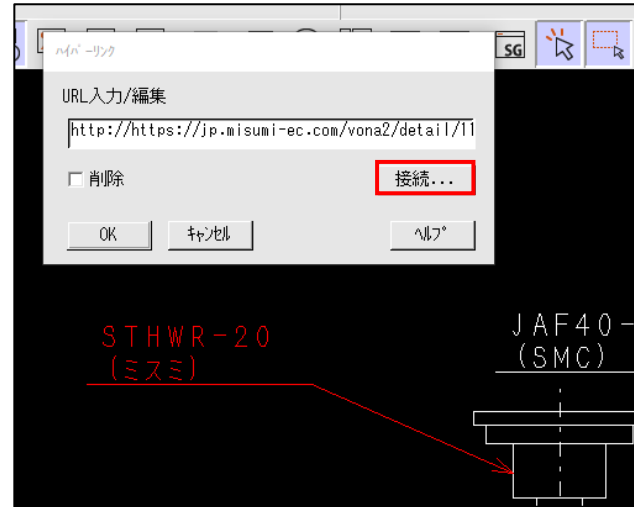 SG
ﾊｲﾊﾟｰﾘﾝｸ
URL入力/編集
http://https://jp.misumi-ec.com/vona2/detail/11
削除
接続...
OK
ｷｬﾝｾﾙ
ﾍﾙﾌﾟ
STHWR-20
(ミスミ)
JAF40-
(SMC)